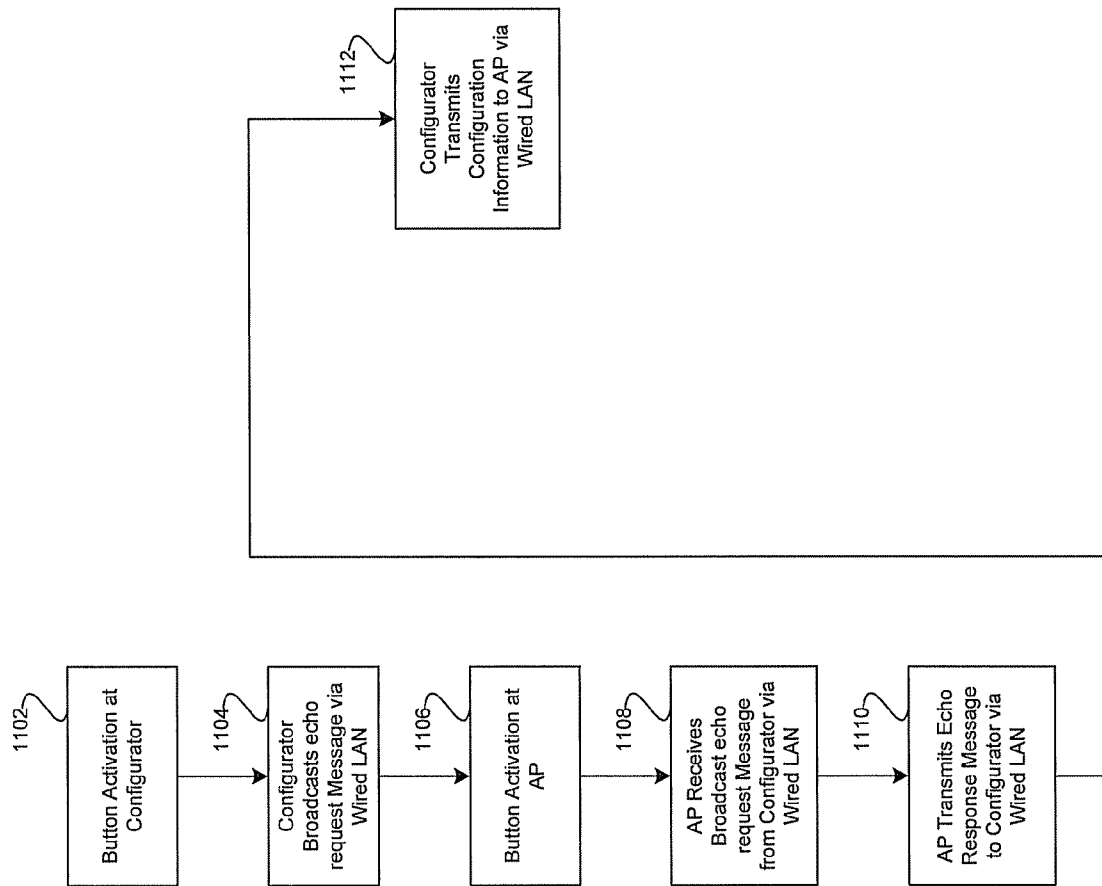 1102
Button Activation at
Configurator
1104
Configurator
Broadcasts echo
request Message via
Wired LAN
1106
Button Activation at
AP
1108
AP Receives
Broadcast echo
request Message
from Configurator via
Wired LAN
1110
AP Transmits Echo
Response Message
to Configurator via
Wired LAN
1112
Configurator
Transmits
Configuration
Information to AP via
Wired LAN